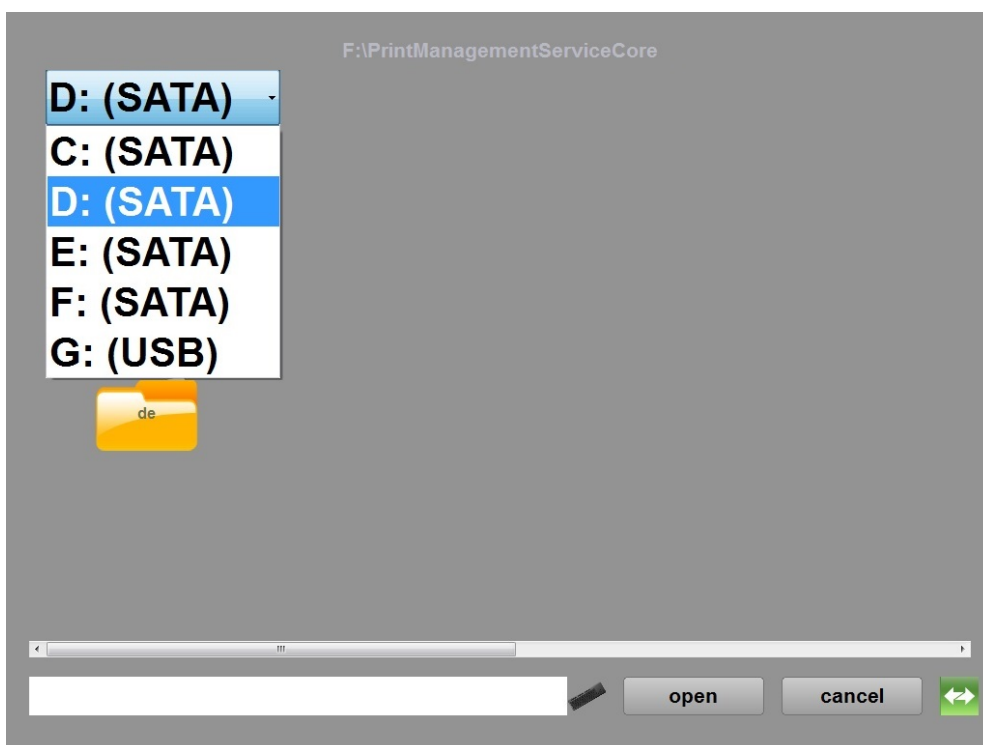 F:\PrintManagementServiceCore
D: (SATA)
C: (SATA)
D: (SATA)
E: (SATA)
F: (SATA)
G: (USB)
de
open
cancel